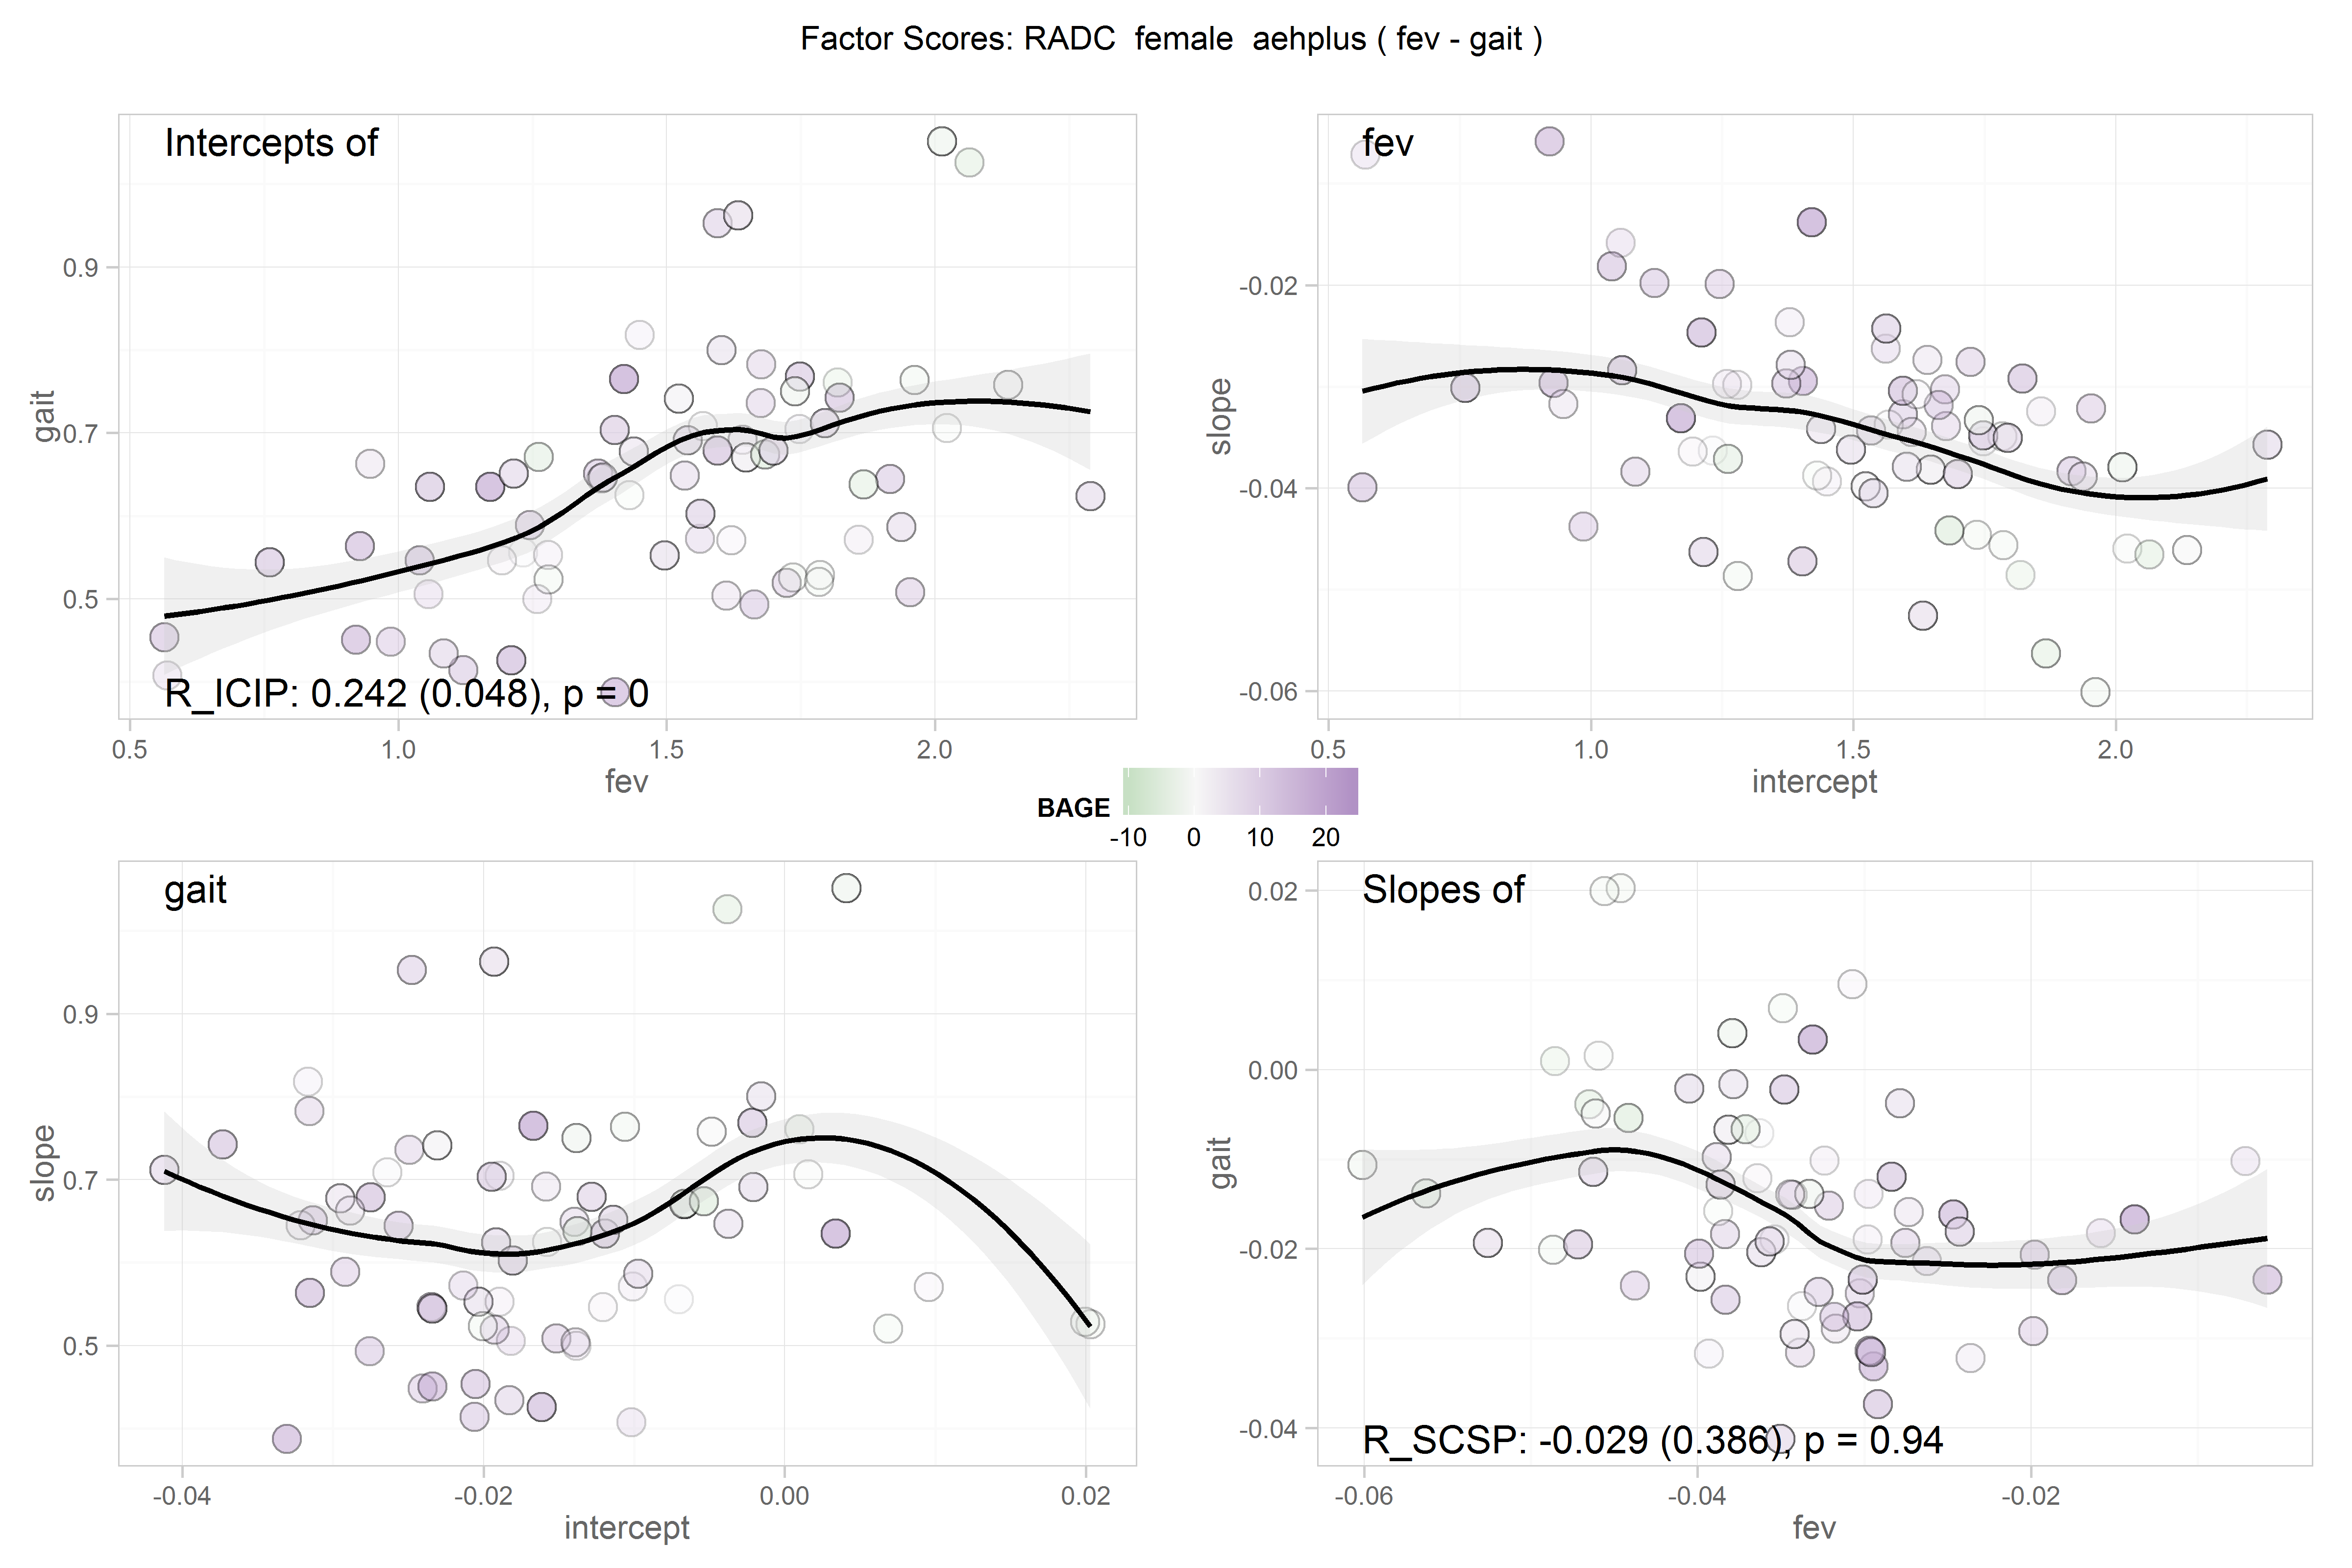 Factor Scores: RADC female aehplus ( fev - gait )
Intercepts of
0.9
0.7
0.5
gait
R_ICIP: 0.242 (0.048), p = 0
0.5 1.0 1.5 2.0
fev
fev
-0.02
-0.04
-0.06
slope
0.5 1.0 1.5 2.0
intercept
BAGE
-10 0 10 20
gait
0.9
0.7
0.5
slope
-0.04 -0.02 0.00 0.02
intercept
Slopes of
0.02
0.00
-0.02
-0.04
gait
R_SCSP: -0.029 (0.386), p = 0.94
-0.06 -0.04 -0.02
fev